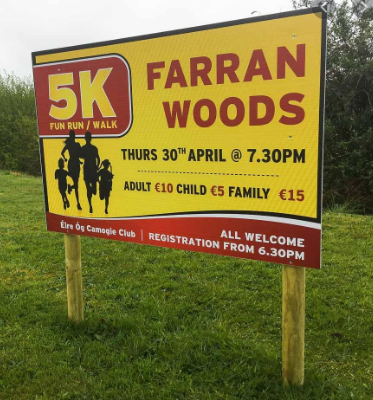 5K
FUN RUN / WALK
FARRAN
WOODS
THURS 30TH APRIL @ 7.30PM
ADULT €10 CHILD €5 FAMILY €15
Éire Óg Camogie Club
ALL WELCOME
REGISTRATION FROM 6.30PM